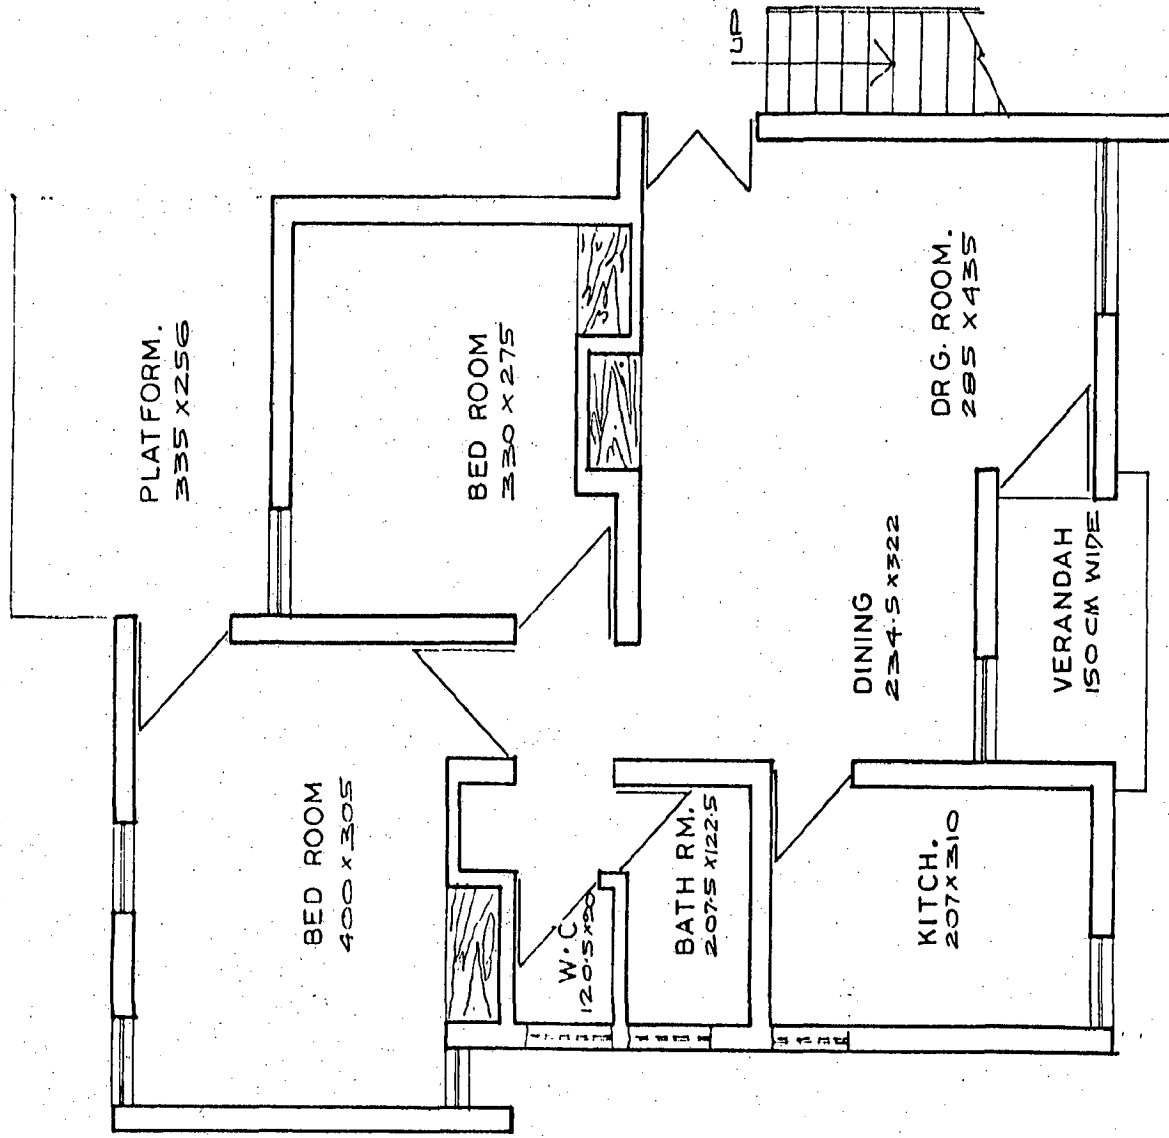 UP
PLATFORM.
335 X 256
BED ROOM
330 X 275
DRG. ROOM.
285 X 435
DINING
234.5 X 322
VERANDAH
150 CM WIDE
BED ROOM
400 X 305
W.C
120.5 X 90
BATH RM.
207.5 X 122.5
KITCH.
207 X 310